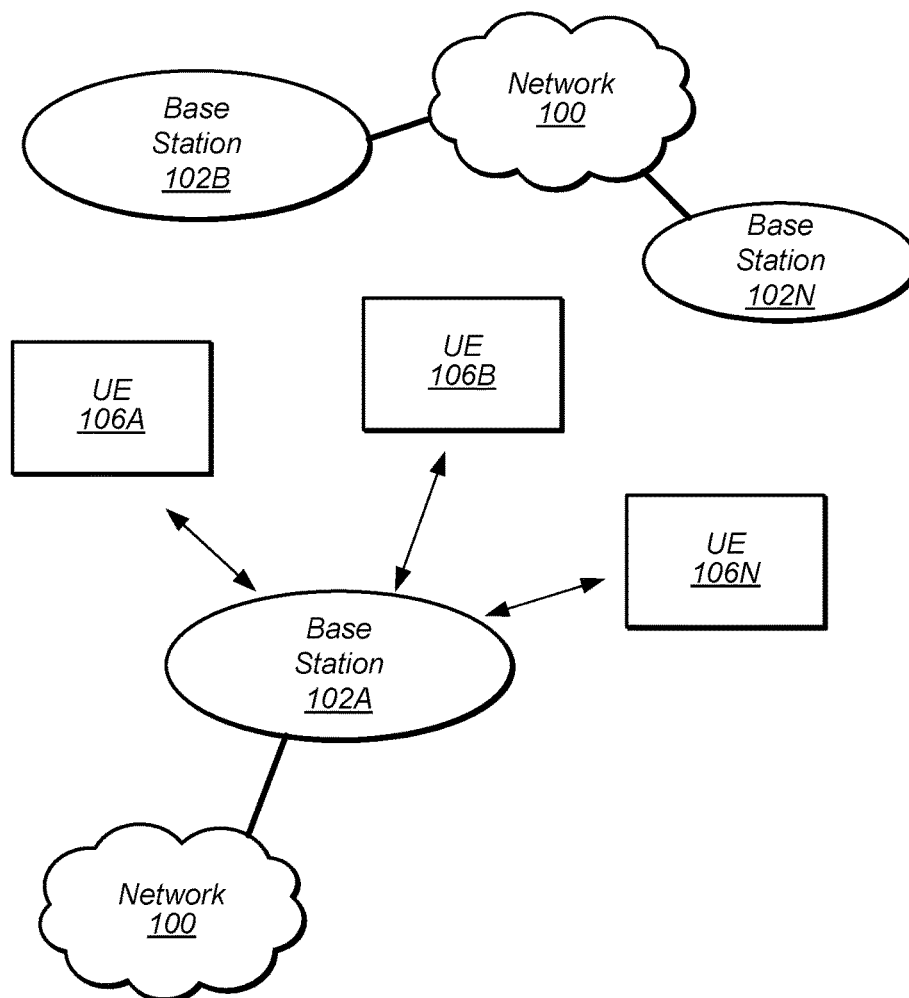 Network
100
Base
Station
102B
Base
Station
102N
UE
106B
UE
106A
UE
106N
Base
Station
102A
Network
100